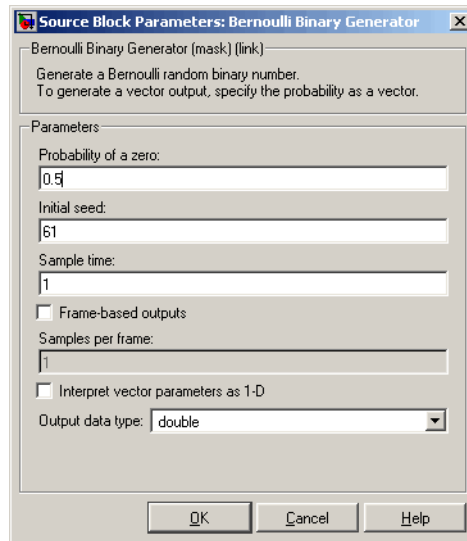 Source Block Parameters: Bernoulli Binary Generator
Bernoulli Binary Generator (mask) (link)
Generate a Bernoulli random binary number.
To generate a vector output, specify the probability as a vector.
Parameters
Probability of a zero:
0.5
Initial seed:
61
Sample time:
1
Frame-based outputs
Samples per frame:
1
Interpret vector parameters as 1-D
Output data type: double
OK Cancel Help